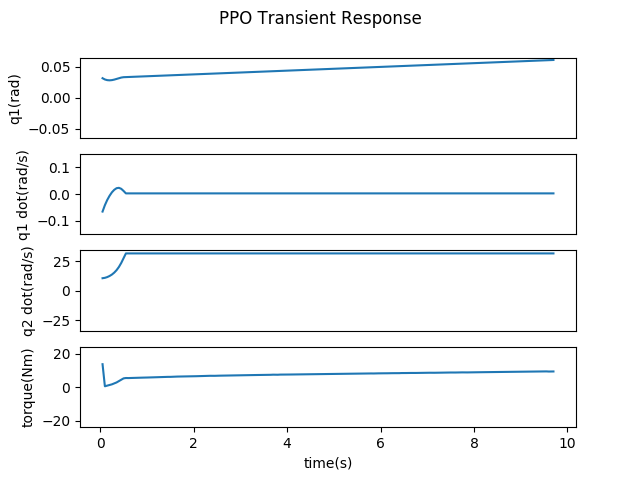 PPO Transient Response
q1(rad)
0.05
0.00
−0.05
q1 dot(rad/s)
0.1
0.0
−0.1
q2 dot(rad/s)
25
0
−25
torque(Nm)
20
0
−20
0 2 4 6 8 10
time(s)